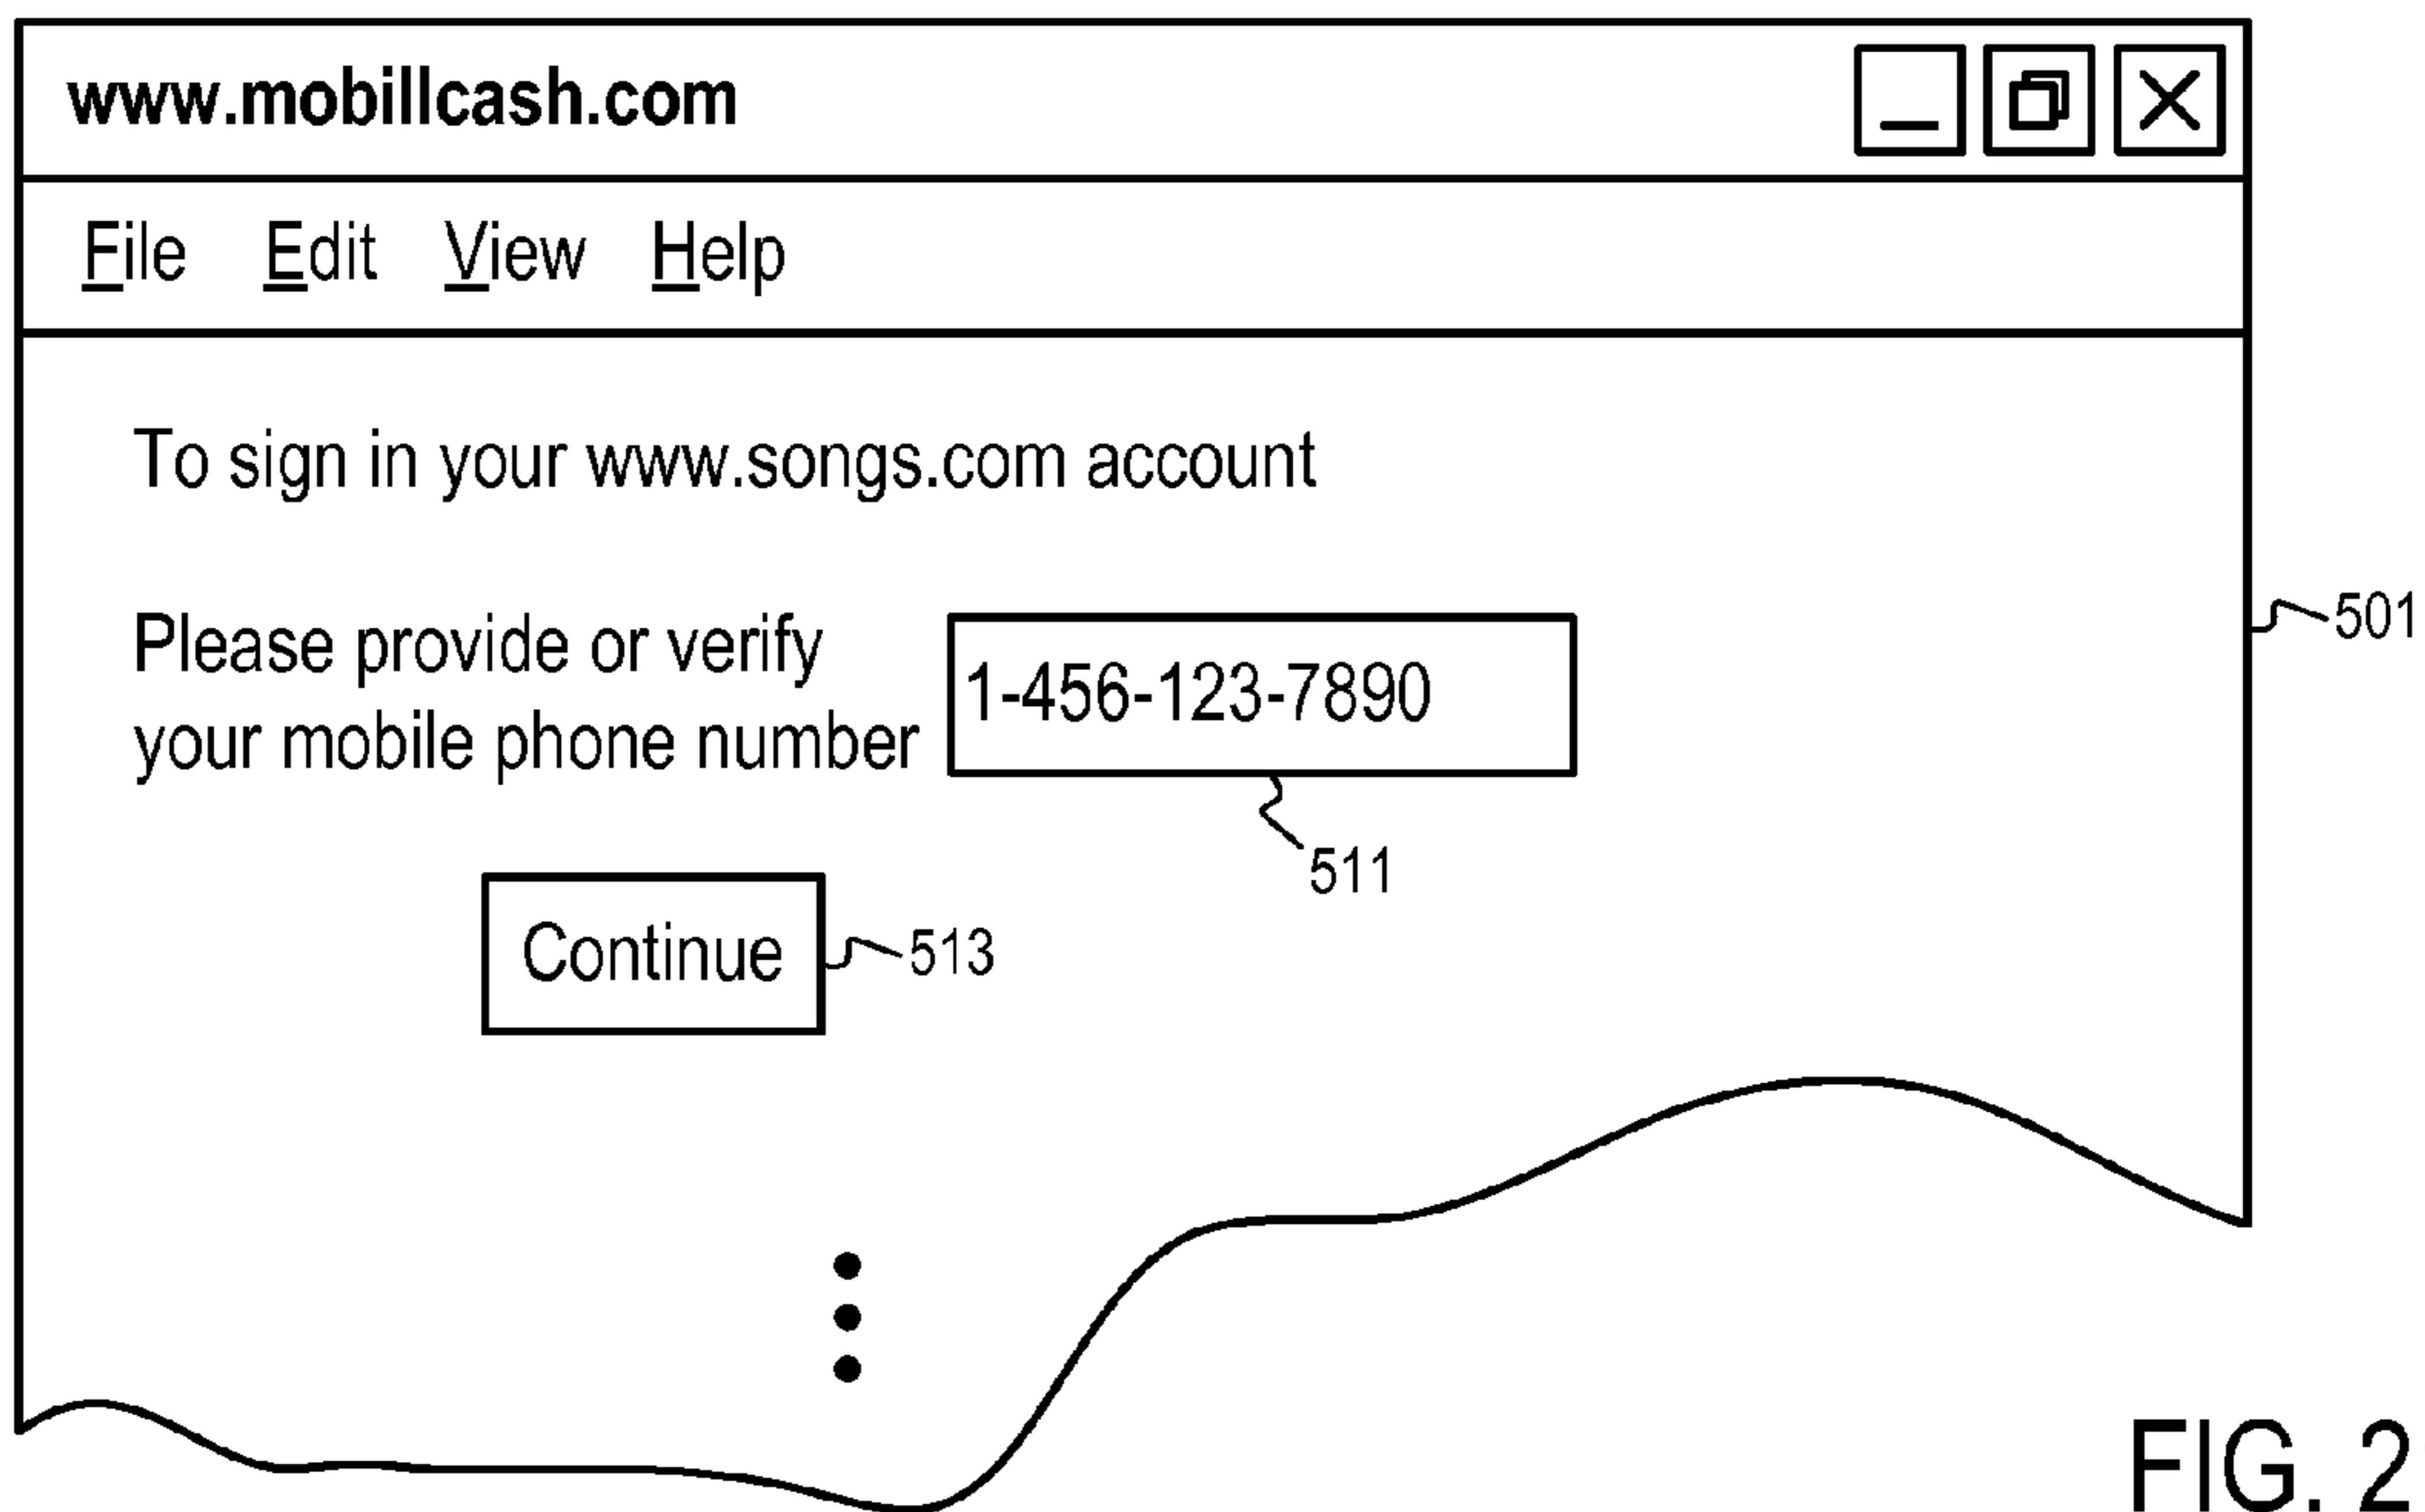 www.mobillcash.com
File Edit View Help
To sign in your www.songs.com account
Please provide or verify
your mobile phone number
1-456-123-7890
501
511
Continue
513
FIG. 2